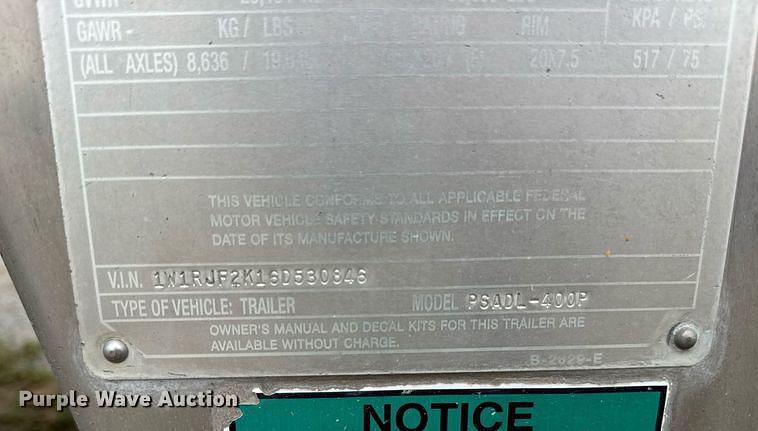 GAWR KG / LBS RIM KPA / PSI
(ALL AXLES) 8,636 / 20X7.5 517 / 75
THIS VEHICLE CONFORMS TO ALL APPLICABLE FEDERAL
MOTOR VEHICLE SAFETY STANDARDS IN EFFECT ON THE
DATE OF ITS MANUFACTURE SHOWN.
V.I.N. 1W1RJF2K16D530846
TYPE OF VEHICLE: TRAILER MODEL PSADL-400P
OWNER'S MANUAL AND DECAL KITS FOR THIS TRAILER ARE
AVAILABLE WITHOUT CHARGE.
B-2629-E
NOTICE
Purple Wave Auction